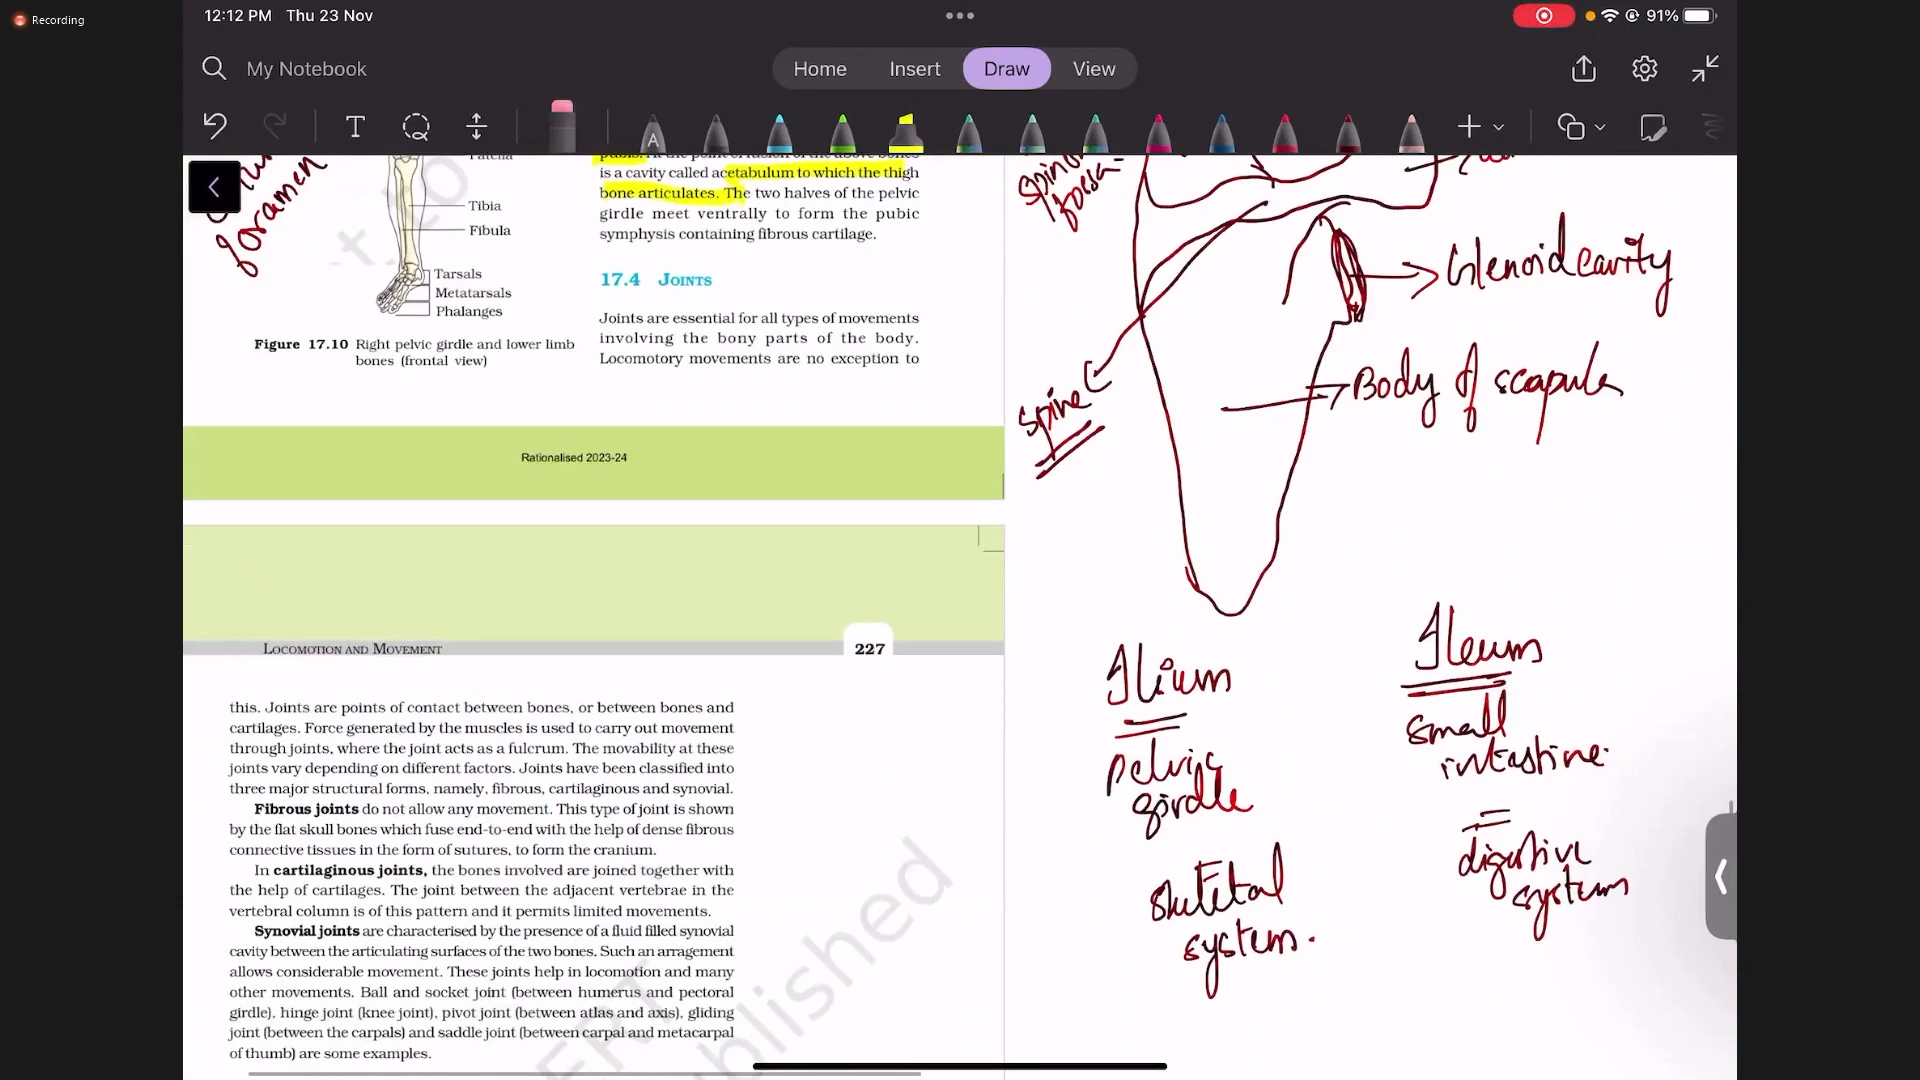 Recording
12:12 PM Thu 23 Nov
91%
My Notebook
Home
Insert
Draw
View
T
A
foramen
Patella
Tibia
Fibula
Tarsals
Metatarsals
Phalanges
Figure 17.10 Right pelvic girdle and lower limb
bones (frontal view)
pubis. At the point of fusion of the above bones
is a cavity called acetabulum to which the thigh
bone articulates. The two halves of the pelvic
girdle meet ventrally to form the pubic
symphysis containing fibrous cartilage.
17.4 JOINTS
Joints are essential for all types of movements
involving the bony parts of the body.
Locomotory movements are no exception to
Rationalised 2023-24
LOCOMOTION AND MOVEMENT
227
this. Joints are points of contact between bones, or between bones and
cartilages. Force generated by the muscles is used to carry out movement
through joints, where the joint acts as a fulcrum. The movability at these
joints vary depending on different factors. Joints have been classified into
three major structural forms, namely, fibrous, cartilaginous and synovial.
Fibrous joints do not allow any movement. This type of joint is shown
by the flat skull bones which fuse end-to-end with the help of dense fibrous
connective tissues in the form of sutures, to form the cranium.
In cartilaginous joints, the bones involved are joined together with
the help of cartilages. The joint between the adjacent vertebrae in the
vertebral column is of this pattern and it permits limited movements.
Synovial joints are characterised by the presence of a fluid filled synovial
cavity between the articulating surfaces of the two bones. Such an arragement
allows considerable movement. These joints help in locomotion and many
other movements. Ball and socket joint (between humerus and pectoral
girdle), hinge joint (knee joint), pivot joint (between atlas and axis), gliding
joint (between the carpals) and saddle joint (between carpal and metacarpal
of thumb) are some examples.
Glenoid cavity
Body of scapula
Spine
Ilium
pelvic
girdle
skeletal
system.
Ileum
small
intestine.
digestive
system